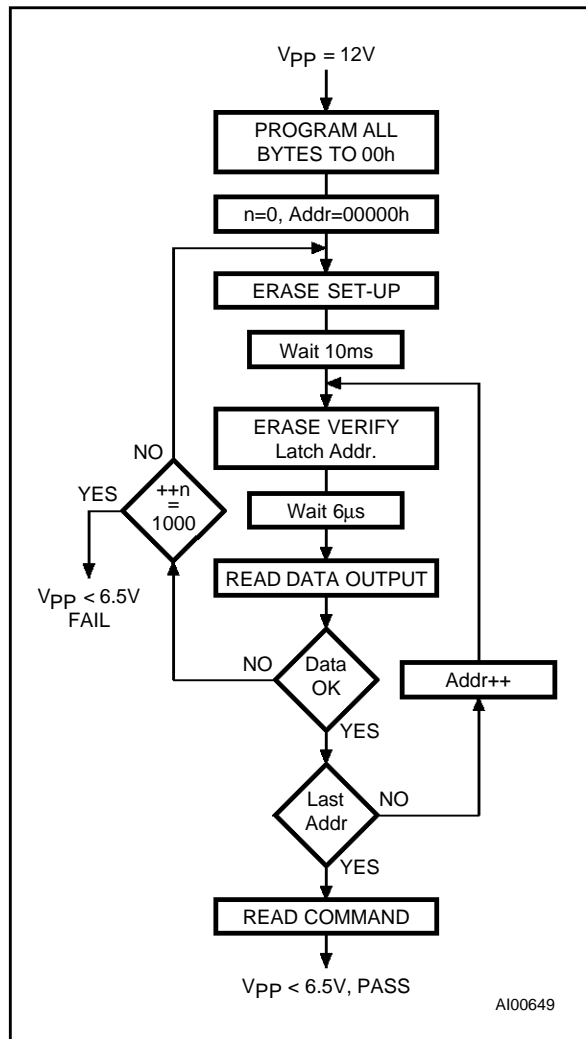 VPP = 12V
PROGRAM ALL
BYTES TO 00h
n=0, Addr=00000h
ERASE SET-UP
Wait 10ms
ERASE VERIFY
Latch Addr.
NO
YES
++n
=
1000
Wait 6µs
VPP < 6.5V
FAIL
READ DATA OUTPUT
NO
Data
OK
YES
Addr++
Last
Addr
NO
YES
READ COMMAND
VPP < 6.5V, PASS
AI00649